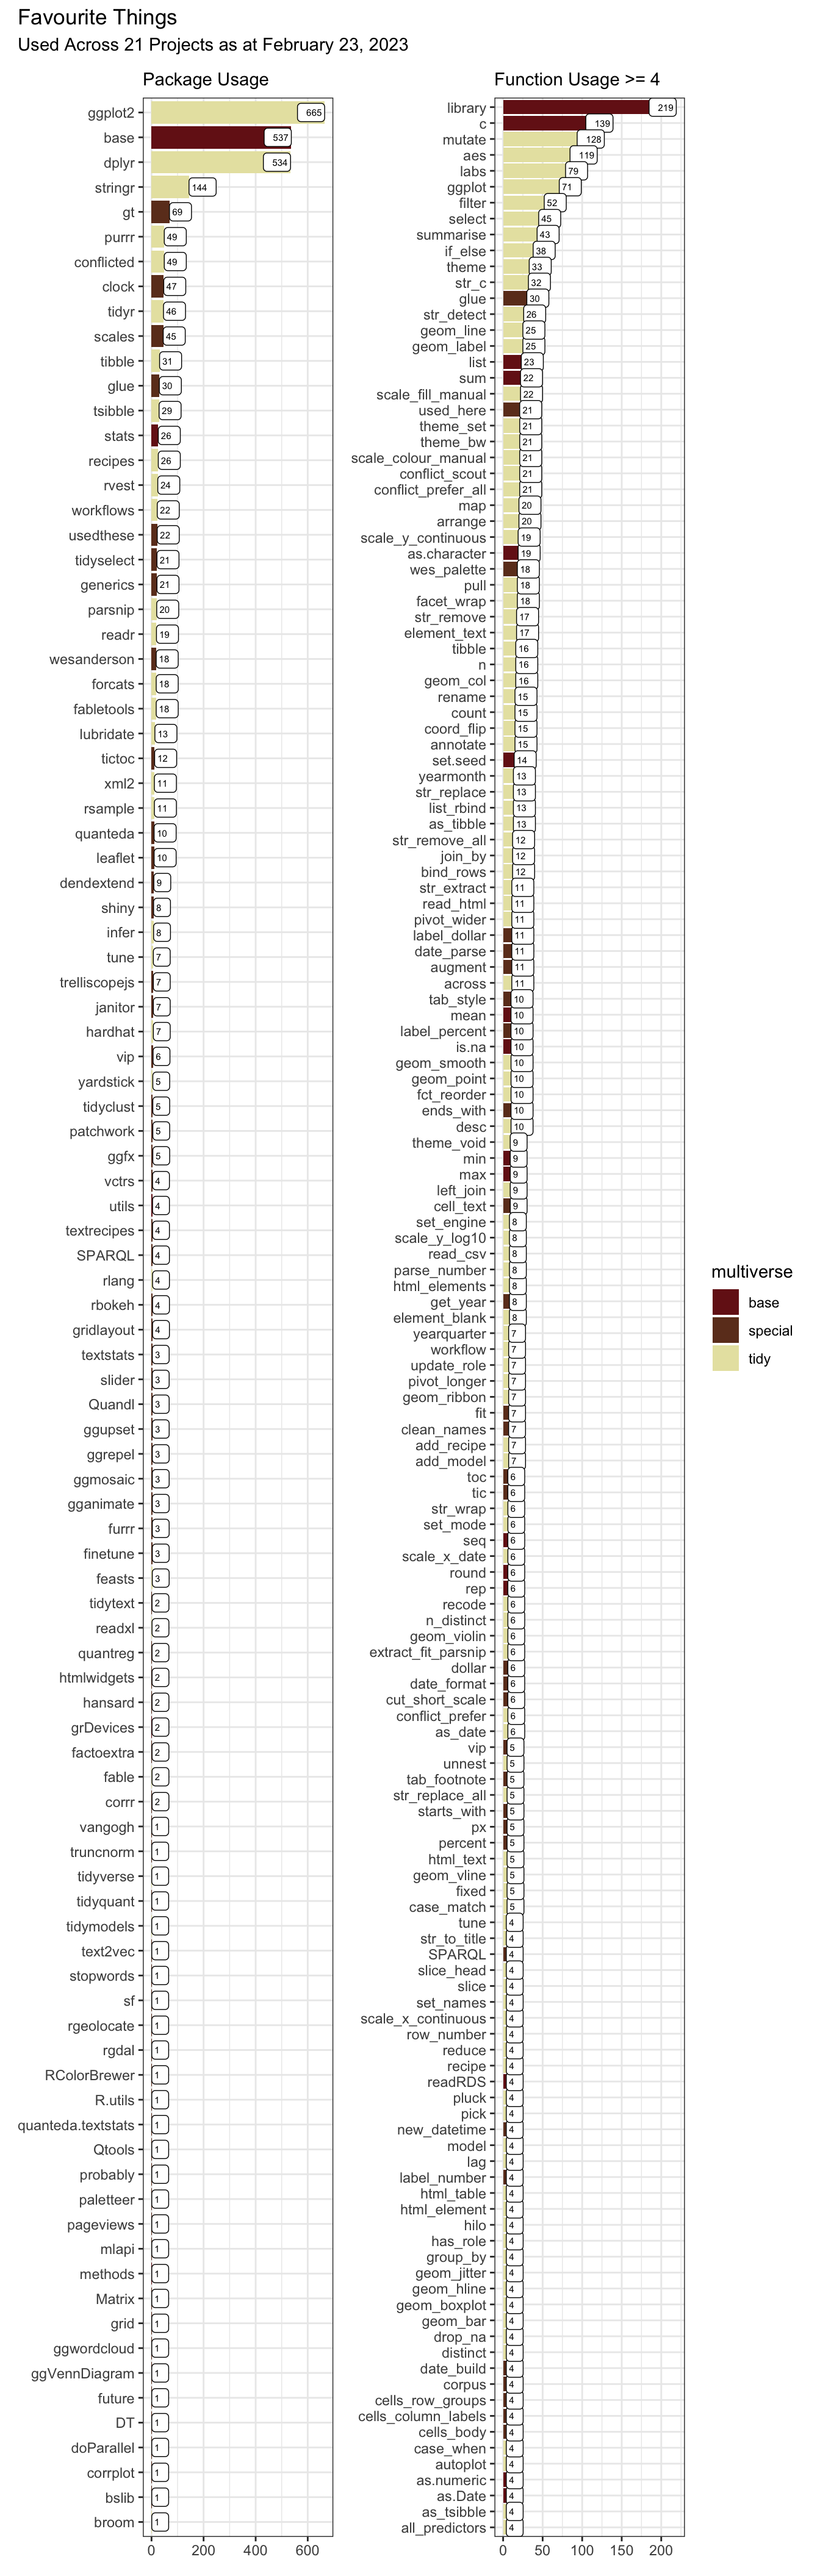 Favourite Things
Used Across 21 Projects as at February 23, 2023
Package Usage
ggplot2 665
base 537
dplyr 534
stringr 144
gt 69
purrr 49
conflicted 49
clock 47
tidyr 46
scales 45
tibble 31
glue 30
tsibble 29
stats 26
recipes 26
rvest 24
workflows 22
usedthese 22
tidyselect 21
generics 21
parsnip 20
readr 19
wesanderson 18
forcats 18
fabletools 18
lubridate 13
tictoc 12
xml2 11
rsample 11
quanteda 10
leaflet 10
dendextend 9
shiny 8
infer 8
tune 7
trelliscopejs 7
janitor 7
hardhat 7
vip 6
yardstick 5
tidyclust 5
patchwork 5
ggfx 5
vctrs 4
utils 4
textrecipes 4
SPARQL 4
rlang 4
rbokeh 4
gridlayout 4
textstats 3
slider 3
Quandl 3
ggupset 3
ggrepel 3
ggmosaic 3
gganimate 3
furrr 3
finetune 3
feasts 3
tidytext 2
readxl 2
quantreg 2
htmlwidgets 2
hansard 2
grDevices 2
factoextra 2
fable 2
corrr 2
vangogh 1
truncnorm 1
tidyverse 1
tidyquant 1
tidymodels 1
text2vec 1
stopwords 1
sf 1
rgeolocate 1
rgdal 1
RColorBrewer 1
R.utils 1
quanteda.textstats 1
Qtools 1
probably 1
paletteer 1
pageviews 1
mlapi 1
methods 1
Matrix 1
grid 1
ggwordcloud 1
ggVennDiagram 1
future 1
DT 1
doParallel 1
corrplot 1
bslib 1
broom 1
0 200 400 600
Function Usage >= 4
library 219
c 139
mutate 128
aes 119
labs 79
ggplot 71
filter 52
select 45
summarise 43
if_else 38
theme 33
str_c 32
glue 30
str_detect 26
geom_line 25
geom_label 25
list 23
sum 22
scale_fill_manual 22
used_here 21
theme_set 21
theme_bw 21
scale_colour_manual 21
conflict_scout 21
conflict_prefer_all 21
map 20
arrange 20
scale_y_continuous 19
as.character 19
wes_palette 18
pull 18
facet_wrap 18
str_remove 17
element_text 17
tibble 16
n 16
geom_col 16
rename 15
count 15
coord_flip 15
annotate 15
set.seed 14
yearmonth 13
str_replace 13
list_rbind 13
as_tibble 13
str_remove_all 12
join_by 12
bind_rows 12
str_extract 11
read_html 11
pivot_wider 11
label_dollar 11
date_parse 11
augment 11
across 11
tab_style 10
mean 10
label_percent 10
is.na 10
geom_smooth 10
geom_point 10
fct_reorder 10
ends_with 10
desc 10
theme_void 9
min 9
max 9
left_join 9
cell_text 9
set_engine 8
scale_y_log10 8
read_csv 8
parse_number 8
html_elements 8
get_year 8
element_blank 8
yearquarter 7
workflow 7
update_role 7
pivot_longer 7
geom_ribbon 7
fit 7
clean_names 7
add_recipe 7
add_model 7
toc 6
tic 6
str_wrap 6
set_mode 6
seq 6
scale_x_date 6
round 6
rep 6
recode 6
n_distinct 6
geom_violin 6
extract_fit_parsnip 6
dollar 6
date_format 6
cut_short_scale 6
conflict_prefer 6
as_date 6
vip 5
unnest 5
tab_footnote 5
str_replace_all 5
starts_with 5
px 5
percent 5
html_text 5
geom_vline 5
fixed 5
case_match 5
tune 4
str_to_title 4
SPARQL 4
slice_head 4
slice 4
set_names 4
scale_x_continuous 4
row_number 4
reduce 4
recipe 4
readRDS 4
pluck 4
pick 4
new_datetime 4
model 4
lag 4
label_number 4
html_table 4
html_element 4
hilo 4
has_role 4
group_by 4
geom_jitter 4
geom_hline 4
geom_boxplot 4
geom_bar 4
drop_na 4
distinct 4
date_build 4
corpus 4
cells_row_groups 4
cells_column_labels 4
cells_body 4
case_when 4
autoplot 4
as.numeric 4
as.Date 4
as_tsibble 4
all_predictors 4
0 50 100 150 200
multiverse
base
special
tidy